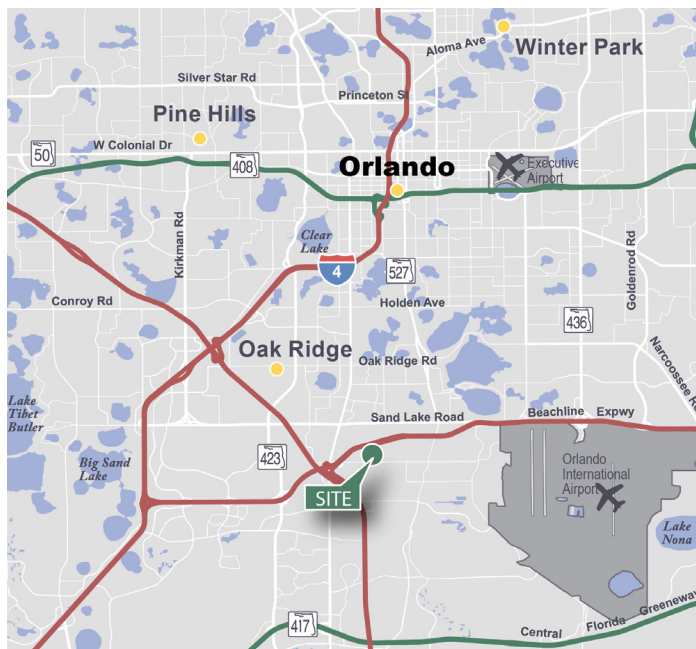 Aloma Ave
Winter Park
Silver Star Rd
Princeton St
Pine Hills
50
W Colonial Dr
408
Orlando
Executive
Airport
Kirkman Rd
Clear
Lake
4
527
Goldenrod Rd
Conroy Rd
Holden Ave
436
Oak Ridge
Oak Ridge Rd
Narcoossee R
Lake
Tibet
Butler
Sand Lake Road
Beachline Expwy
423
Big Sand
Lake
Orlando
International
Airport
SITE
Lake
Nona
417
Central Florida Greeneway